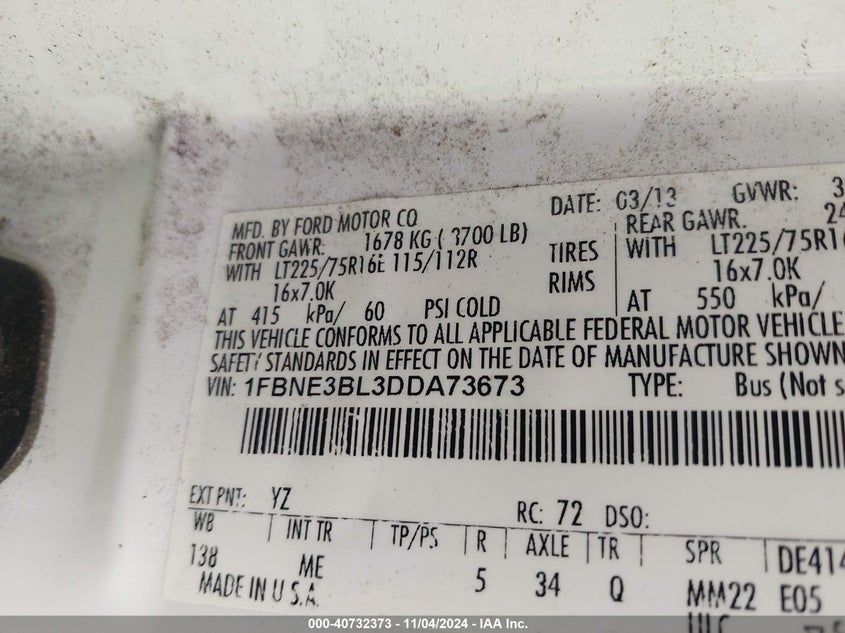 MFD. BY FORD MOTOR CO. DATE: 03/13 GVWR: 3
FRONT GAWR: 1678 KG ( 3700 LB) REAR GAWR: 24
WITH LT225/75R16E 115/112R TIRES WITH LT225/75R16
16x7.0K RIMS 16x7.0K
AT 415 kPa/ 60 PSI COLD AT 550 kPa/
THIS VEHICLE CONFORMS TO ALL APPLICABLE FEDERAL MOTOR VEHICLE
SAFETY STANDARDS IN EFFECT ON THE DATE OF MANUFACTURE SHOWN
VIN: 1FBNE3BL3DDA73673 TYPE: Bus (Not s
EXT PNT: YZ RC: 72 DSO:
WB INT TR TP/PS R AXLE TR SPR DE414
138 ME 5 34 Q MM22 E05
MADE IN U.S.A.
000-40732373 - 11/04/2024 - IAA Inc.